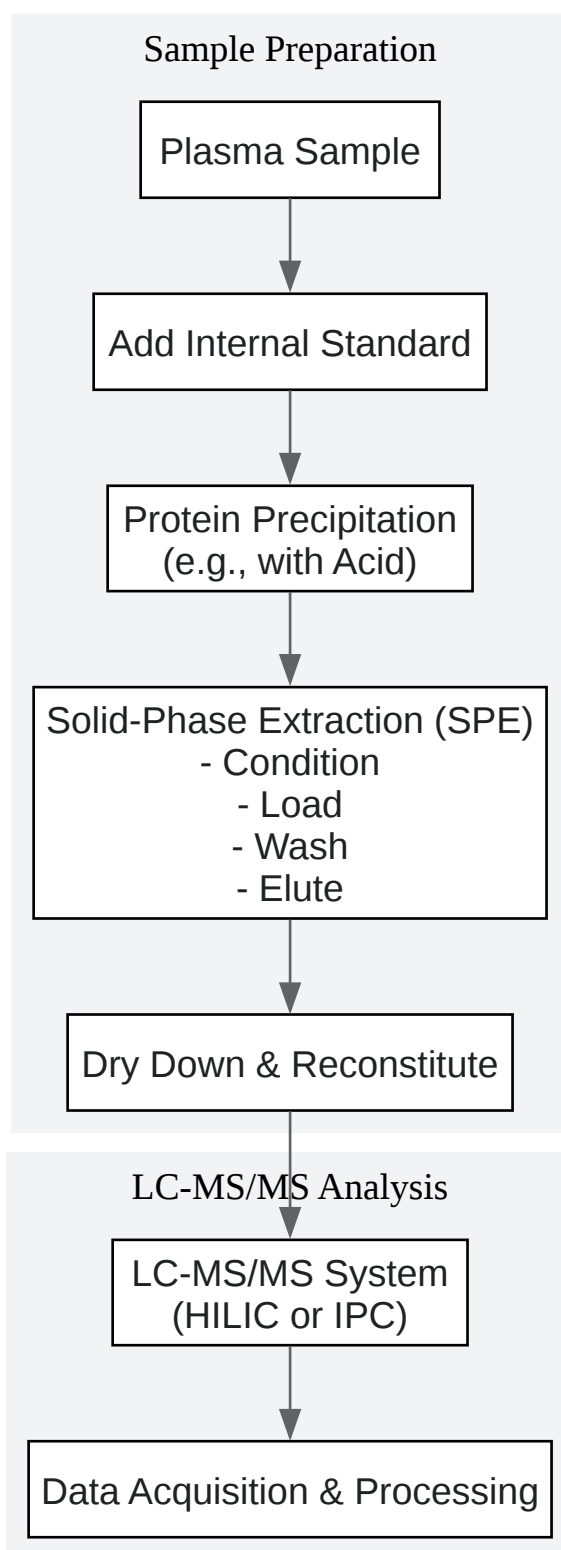 Sample Preparation
Plasma Sample
Add Internal Standard
Protein Precipitation
(e.g., with Acid)
Solid-Phase Extraction (SPE)
- Condition
- Load
- Wash
- Elute
Dry Down & Reconstitute
LC-MS/MS Analysis
LC-MS/MS System
(HILIC or IPC)
Data Acquisition & Processing